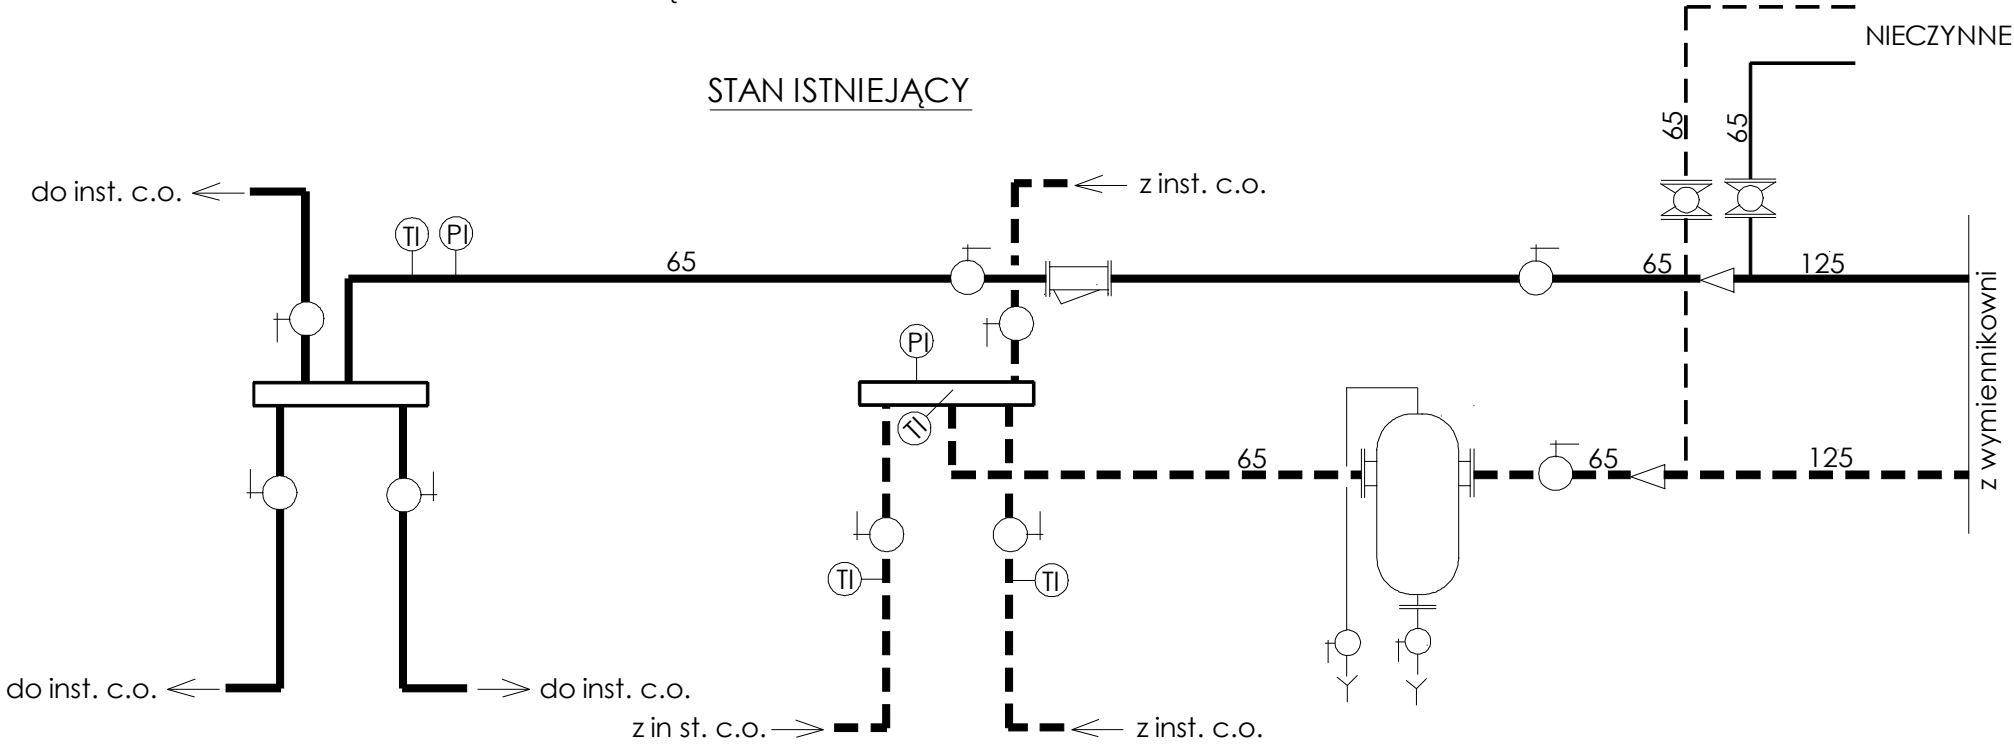 NIECZYNNE
STAN ISTNIEJĄCY
65
65
do inst. c.o.
z inst. c.o.
TI
PI
65
65
125
z wymiennikowni
PI
TI
65
65
125
TI
TI
do inst. c.o.
do inst. c.o.
z in st. c.o.
z inst. c.o.